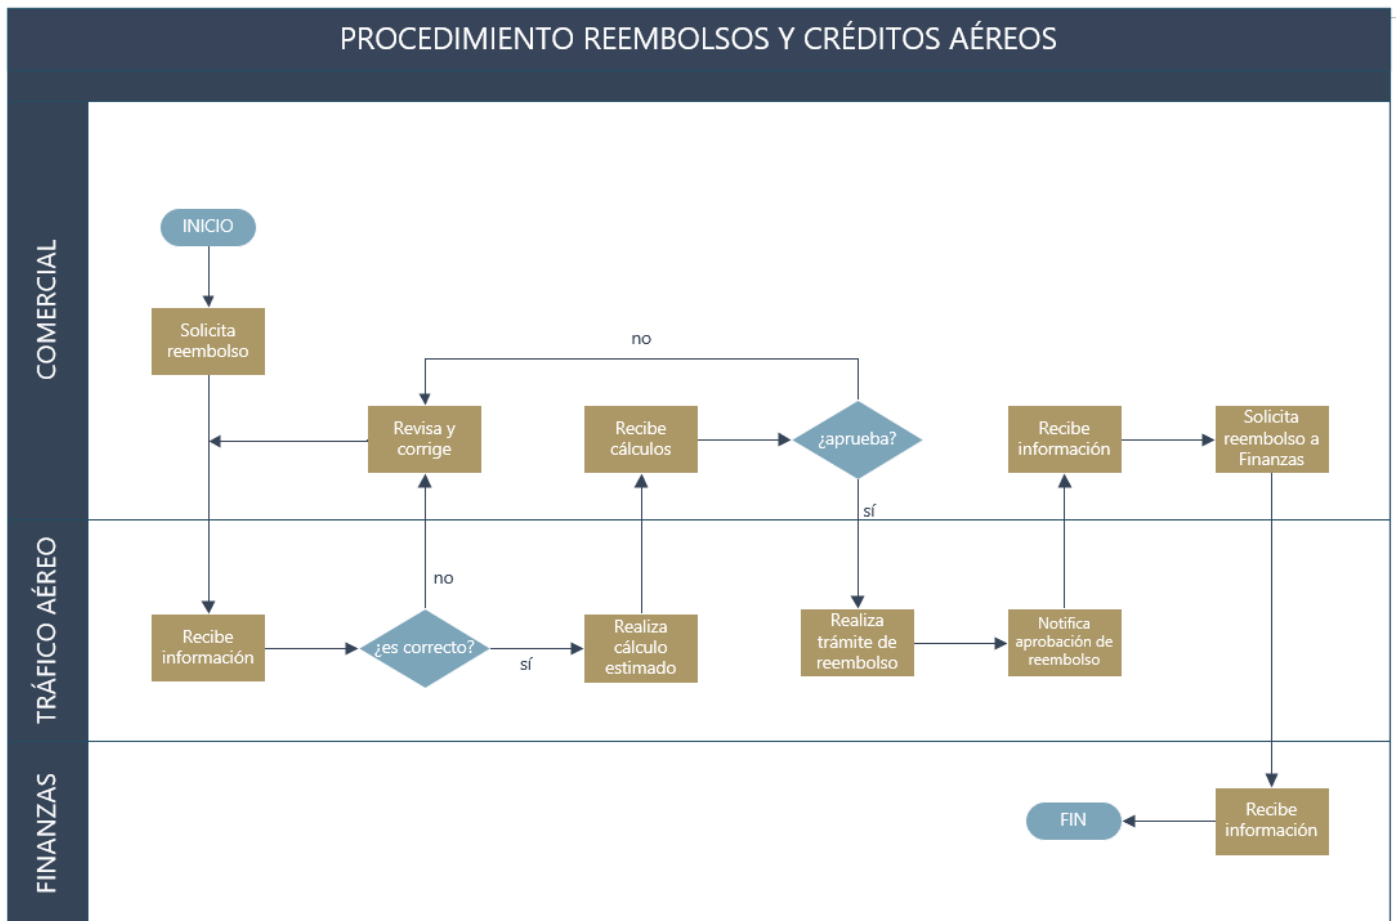 PROCEDIMIENTO REEMBOLSOS Y CRÉDITOS AÉREOS
COMERCIAL
INICIO
Solicita
reembolso
no
Revisa y
corrige
Recibe
cálculos
¿aprueba?
Recibe
información
Solicita
reembolso a
Finanzas
sí
TRÁFICO AÉREO
no
Recibe
información
¿es correcto?
sí
Realiza
cálculo
estimado
Realiza
trámite de
reembolso
Notifica
aprobación de
reembolso
FINANZAS
FIN
Recibe
información